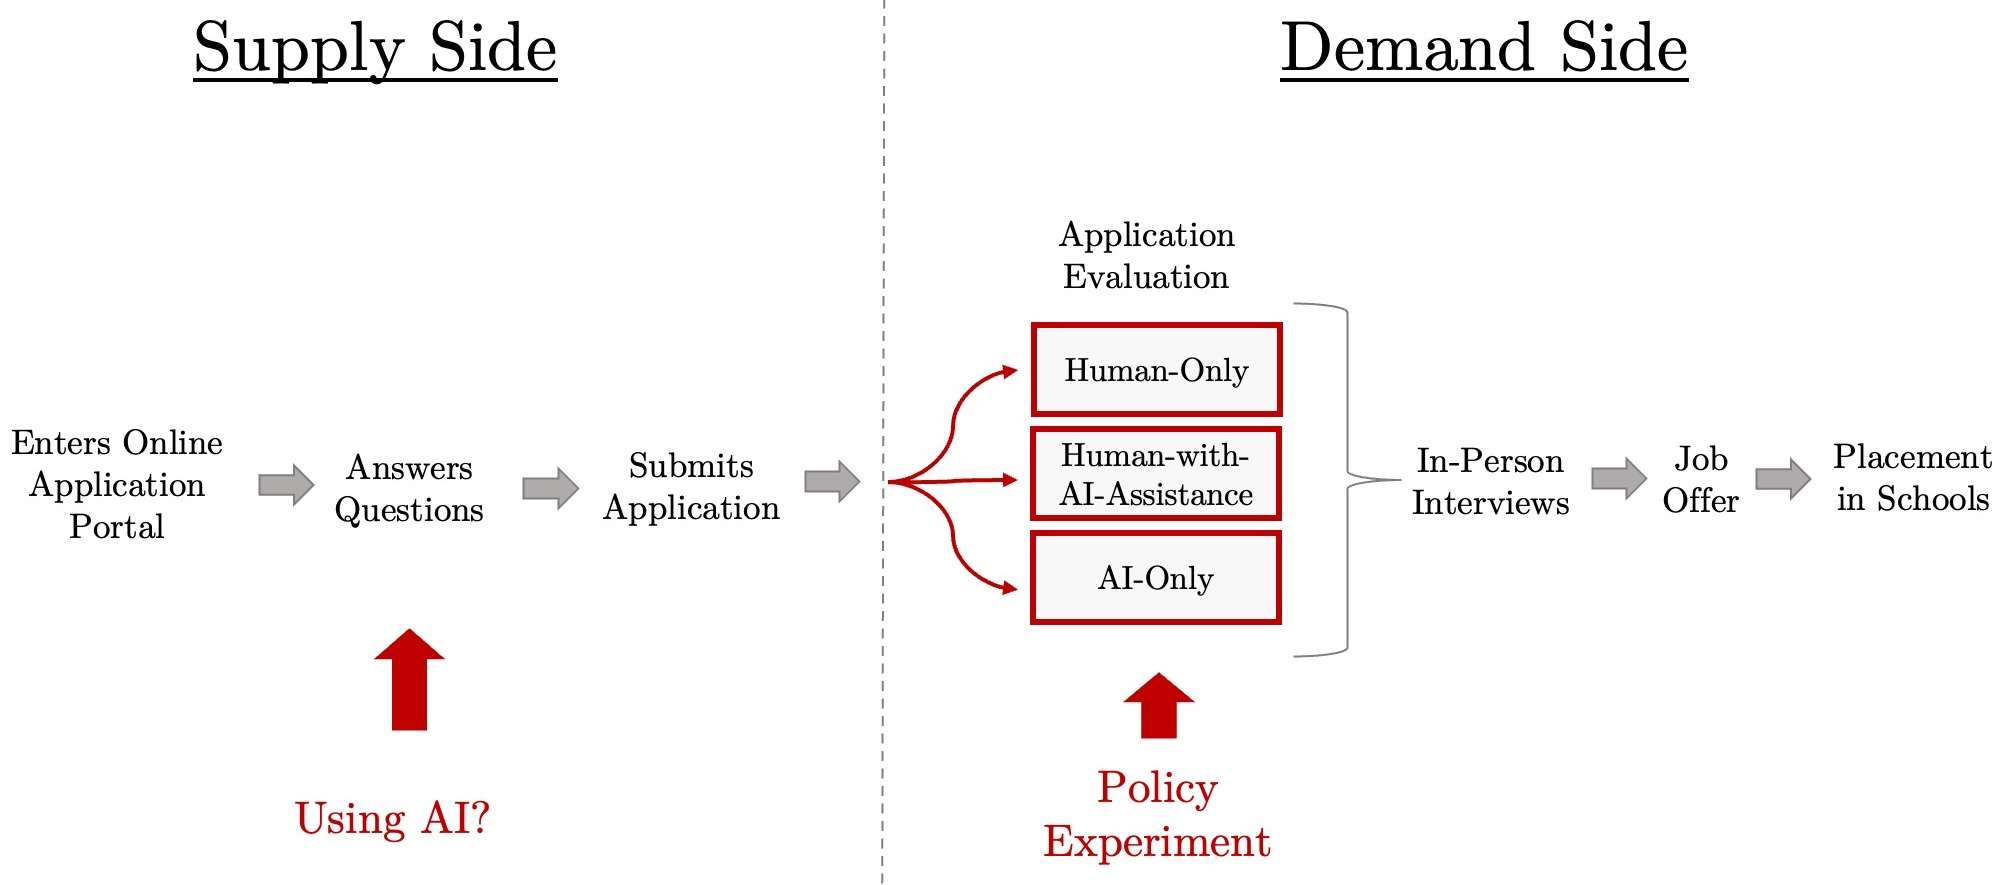 Supply Side
Demand Side
Enters Online
Application
Portal
Answers
Questions
Submits
Application
Using AI?
Application
Evaluation
Human-Only
Human-with-
AI-Assistance
AI-Only
Policy
Experiment
In-Person
Interviews
Job
Offer
Placement
in Schools